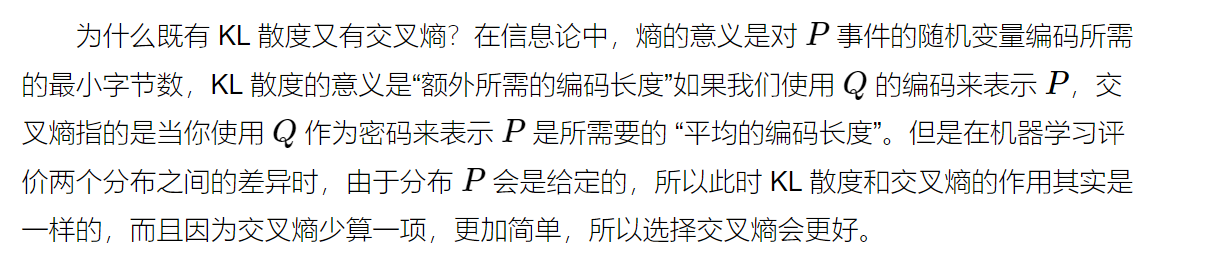 为什么既有 KL 散度又有交叉熵？在信息论中，熵的意义是对 P 事件的随机变量编码所需
的最小字节数，KL 散度的意义是“额外所需的编码长度”如果我们使用 Q 的编码来表示 P，交
叉熵指的是当你使用 Q 作为密码来表示 P 是所需要的 “平均的编码长度”。但是在机器学习评
价两个分布之间的差异时，由于分布 P 会是给定的，所以此时 KL 散度和交叉熵的作用其实是
一样的，而且因为交叉熵少算一项，更加简单，所以选择交叉熵会更好。